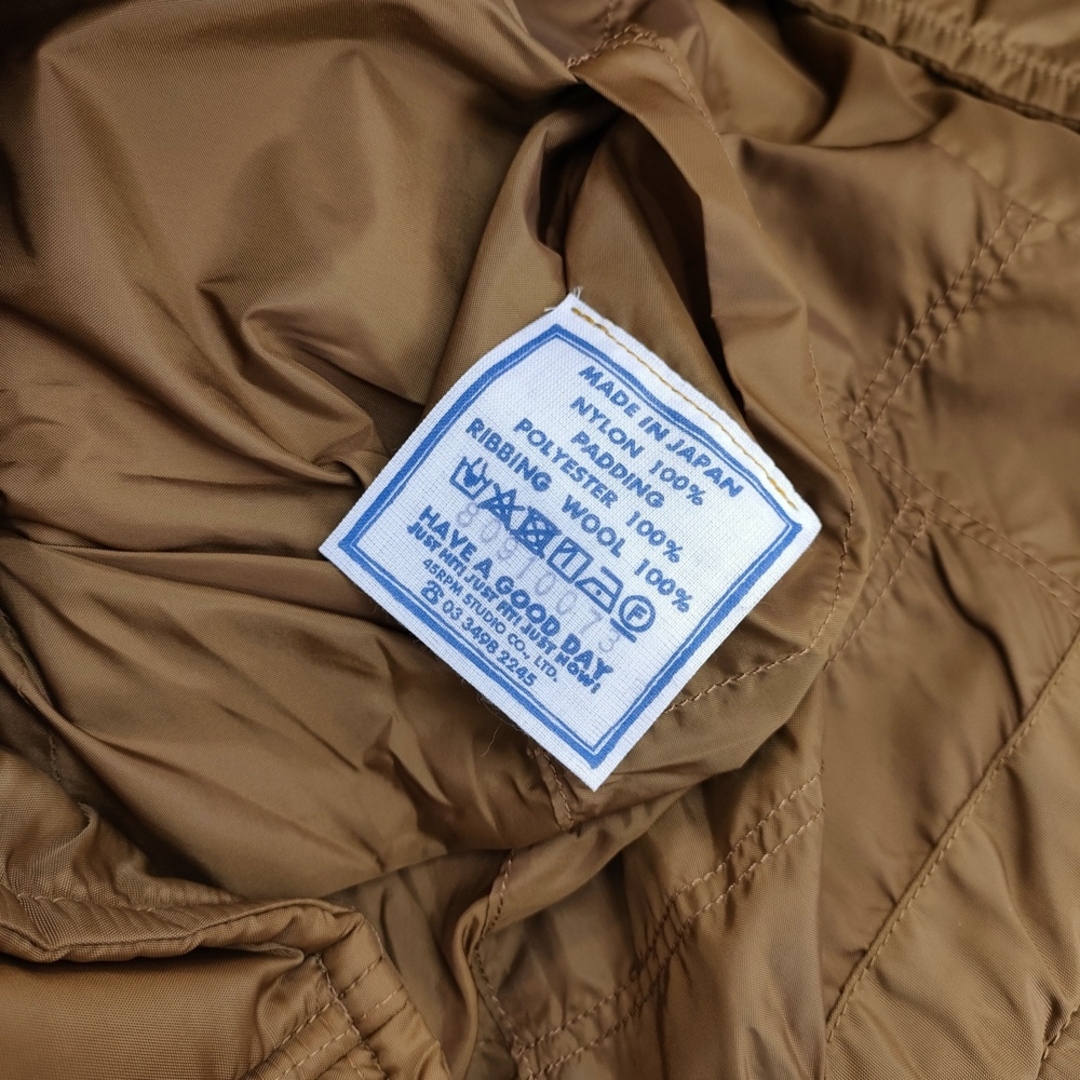 MADE IN JAPAN
NYLON 100%
PADDING
POLYESTER 100%
RIBBING WOOL 100%
F
HAVE A GOOD DAY
JUST HIT! JUST FIT! JUST NOW!
45RPM STUDIO CO., LTD.
☎ 03 3498 2245